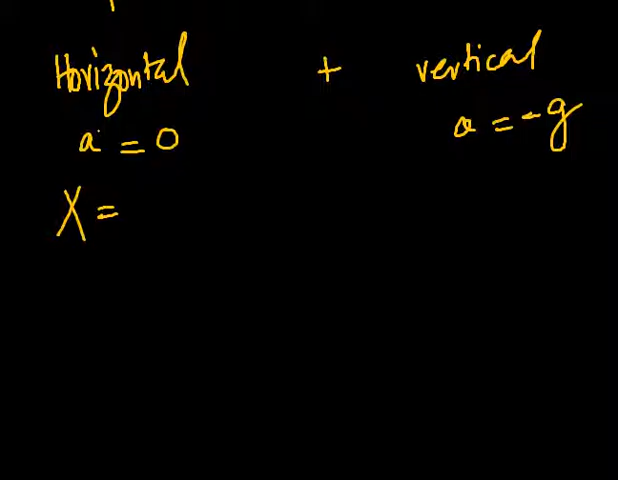 Horizontal + vertical
a = 0 a = -g
X =